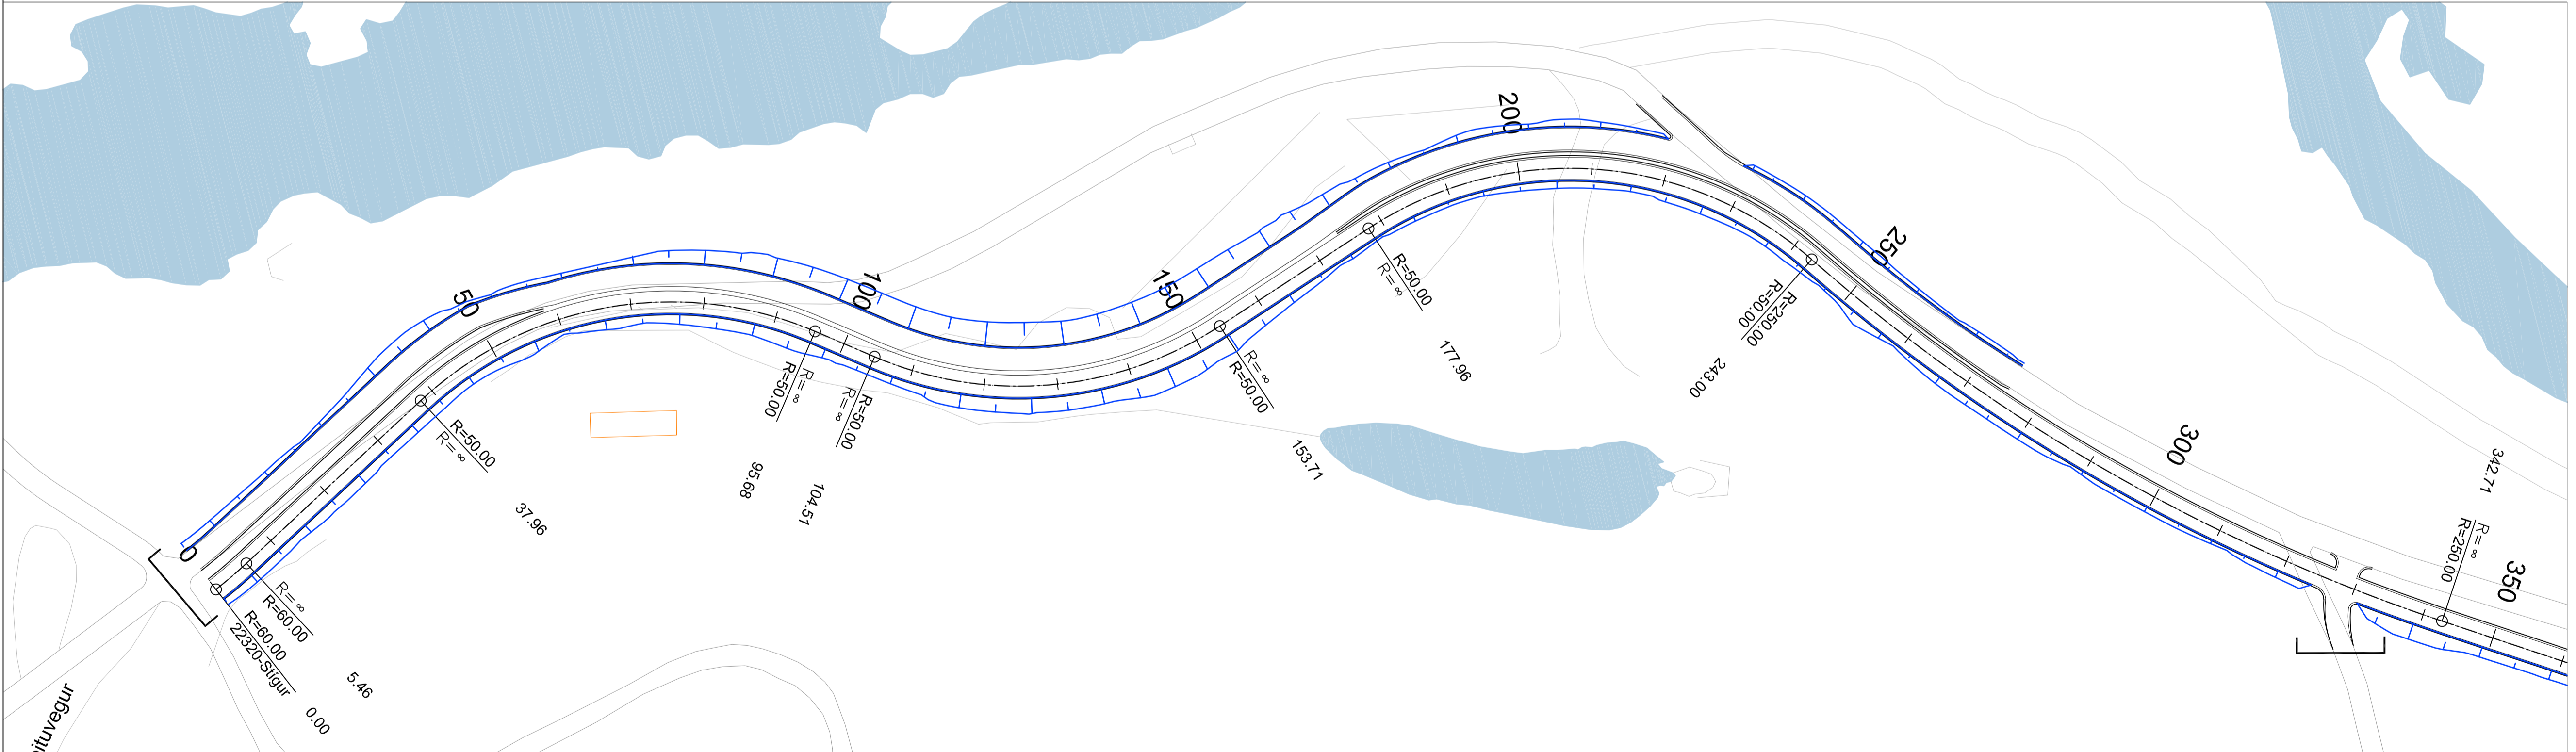 0
50
100
150
200
250
300
350
22320-Stigur
R=60.00
0.00
R= ∞
R=60.00
5.46
R=50.00
R= ∞
37.96
R= ∞
R=50.00
95.68
R=50.00
R= ∞
104.51
R= ∞
R=50.00
153.71
R=50.00
R= ∞
177.96
R=250.00
R=50.00
243.00
R= ∞
R=250.00
342.71
ituvegur